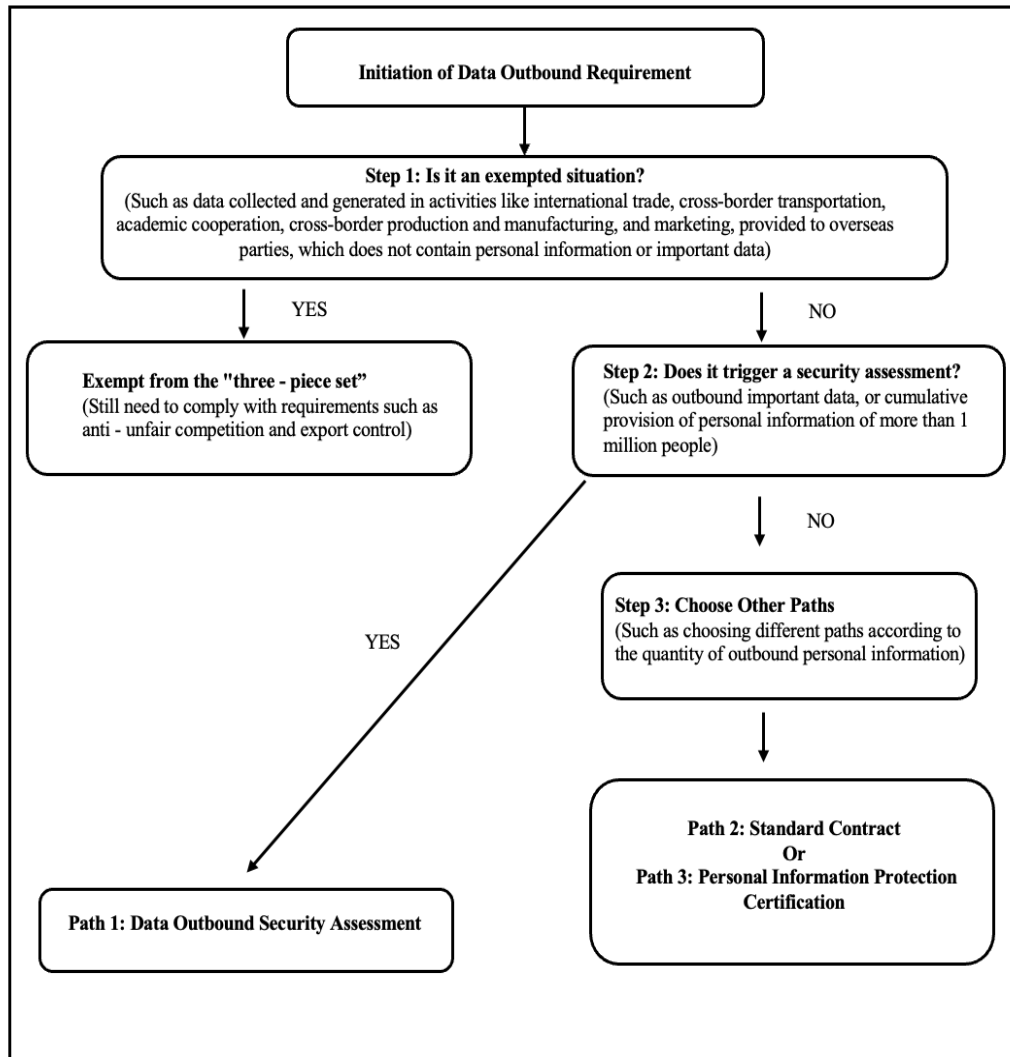 Initiation of Data Outbound Requirement
Step 1: Is it an exempted situation?
(Such as data collected and generated in activities like international trade, cross-border transportation,
academic cooperation, cross-border production and manufacturing, and marketing, provided to overseas
parties, which does not contain personal information or important data)
YES
NO
Exempt from the "three - piece set”
(Still need to comply with requirements such as
anti - unfair competition and export control)
Step 2: Does it trigger a security assessment?
(Such as outbound important data, or cumulative
provision of personal information of more than 1
million people)
NO
YES
Step 3: Choose Other Paths
(Such as choosing different paths according to
the quantity of outbound personal information)
Path 2: Standard Contract
Or
Path 3: Personal Information Protection
Certification
Path 1: Data Outbound Security Assessment